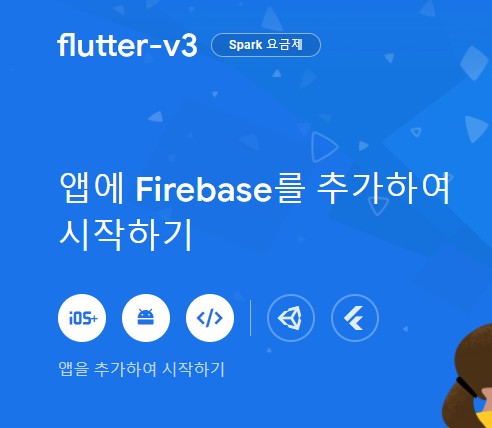 flutter-v3 Spark 요금제
앱에 Firebase를 추가하여
시작하기
iOS+ </>
앱을 추가하여 시작하기